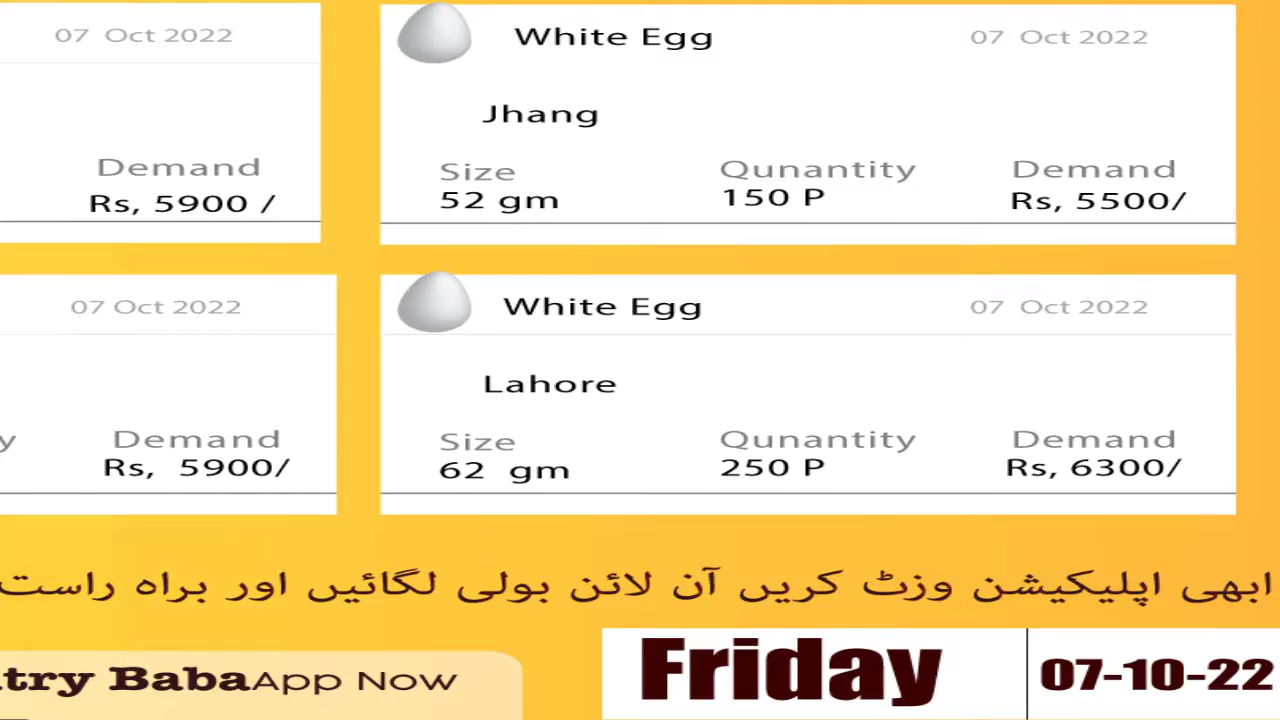 07 Oct 2022
Demand
Rs, 5900 /
White Egg
07 Oct 2022
Jhang
Size
Qunantity
Demand
52 gm
150 P
Rs, 5500/
07 Oct 2022
Demand
Rs, 5900/
White Egg
07 Oct 2022
Lahore
Size
Qunantity
Demand
62 gm
250 P
Rs, 6300/
ابھی اپلیکیشن وزٹ کریں آن لائن بولی لگائیں اور براہ راست
Baba App Now
Friday
07-10-22